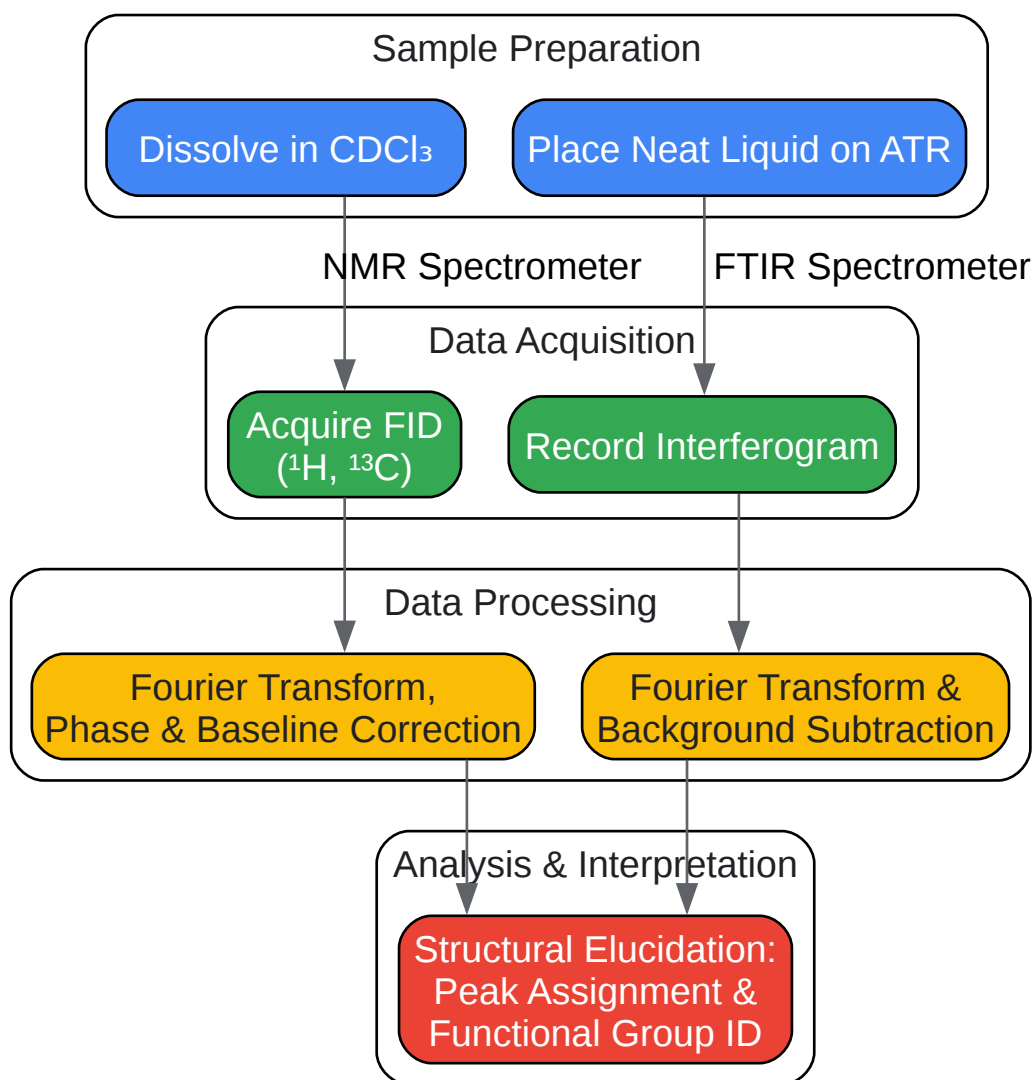 Sample Preparation
Dissolve in CDCl₃
Place Neat Liquid on ATR
NMR Spectrometer
FTIR Spectrometer
Data Acquisition
Acquire FID
(¹H, ¹³C)
Record Interferogram
Data Processing
Fourier Transform,
Phase & Baseline Correction
Fourier Transform &
Background Subtraction
Analysis & Interpretation
Structural Elucidation:
Peak Assignment &
Functional Group ID